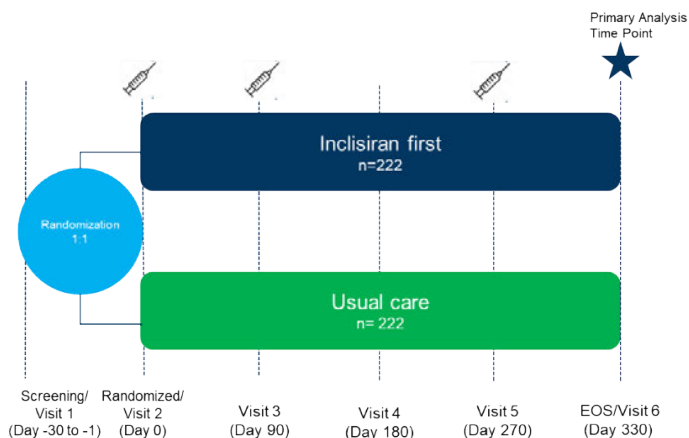 Primary Analysis
Time Point
Inclisiran first
n=222
Randomization
1:1
Usual care
n= 222
Screening/
Visit 1
(Day -30 to -1)
Randomized/
Visit 2
(Day 0)
Visit 3
(Day 90)
Visit 4
(Day 180)
Visit 5
(Day 270)
EOS/Visit 6
(Day 330)